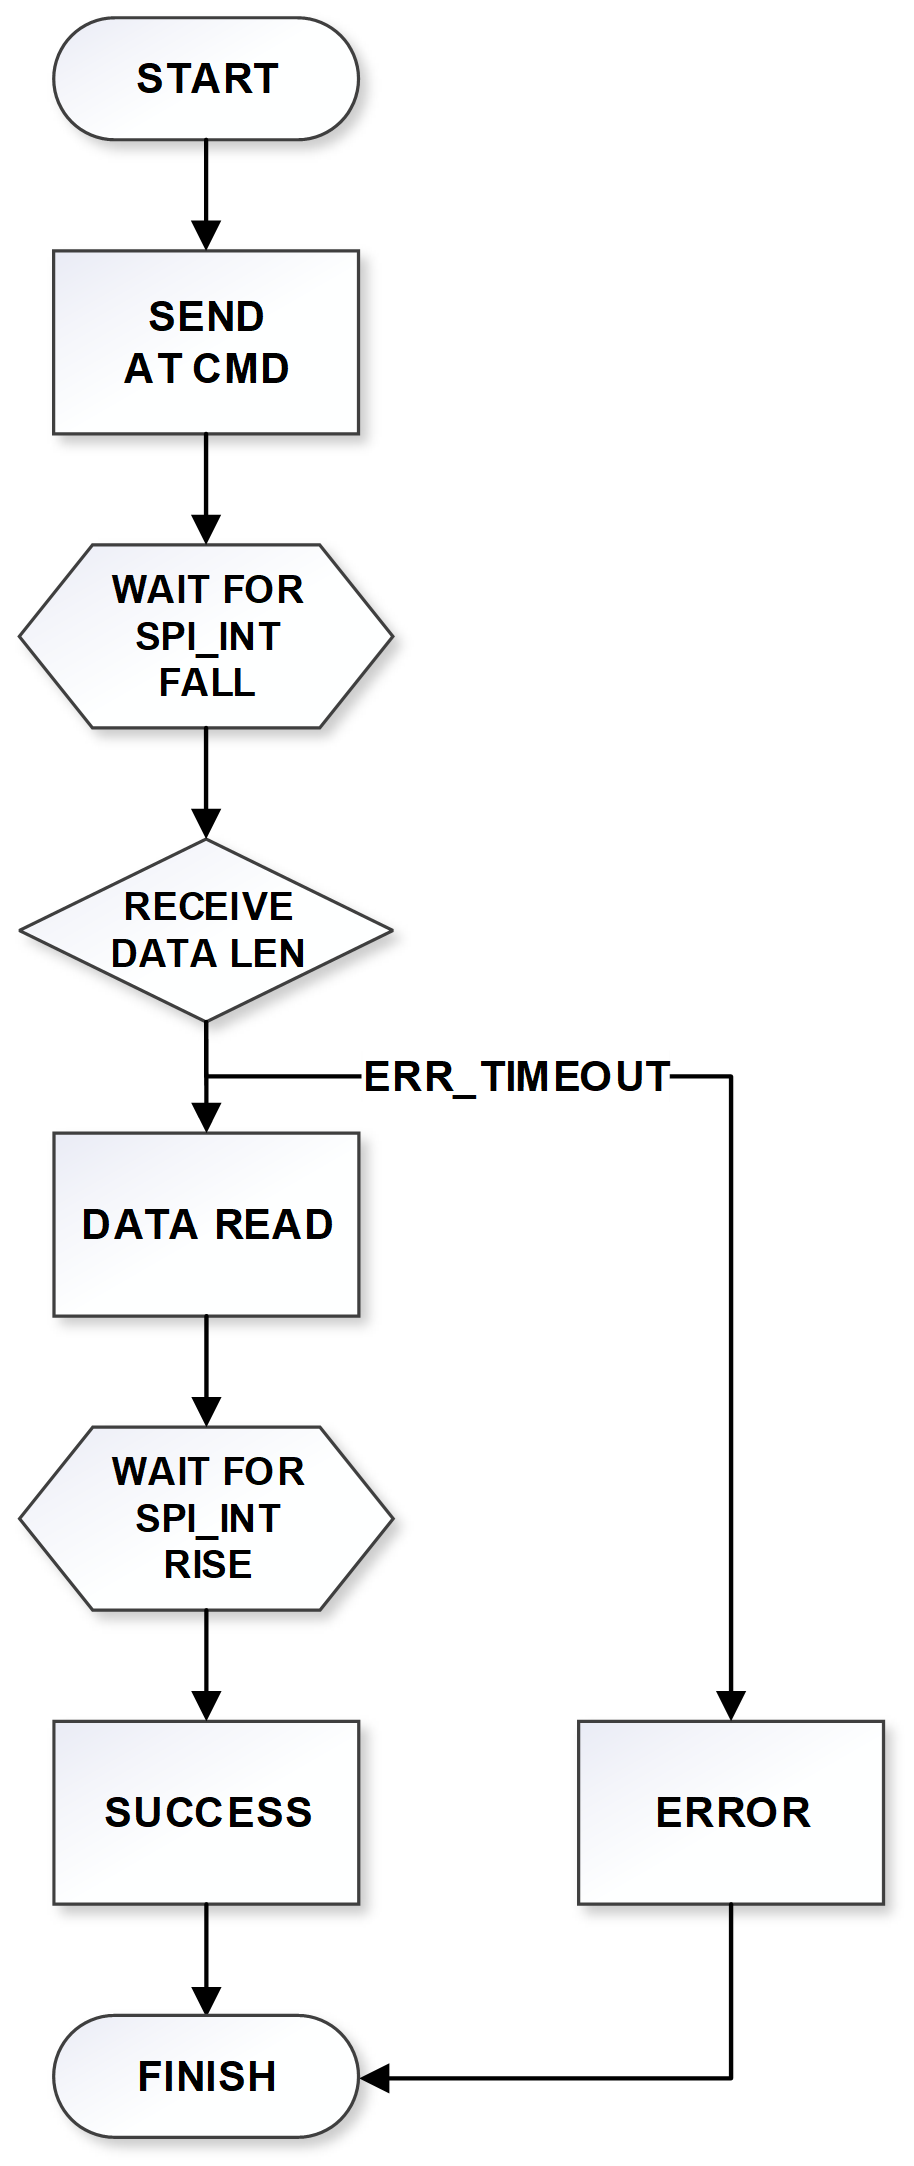 START
SEND
AT CMD
WAIT FOR
SPI_INT
FALL
RECEIVE
DATA LEN
ERR_TIMEOUT
DATA READ
WAIT FOR
SPI_INT
RISE
SUCCESS
ERROR
FINISH